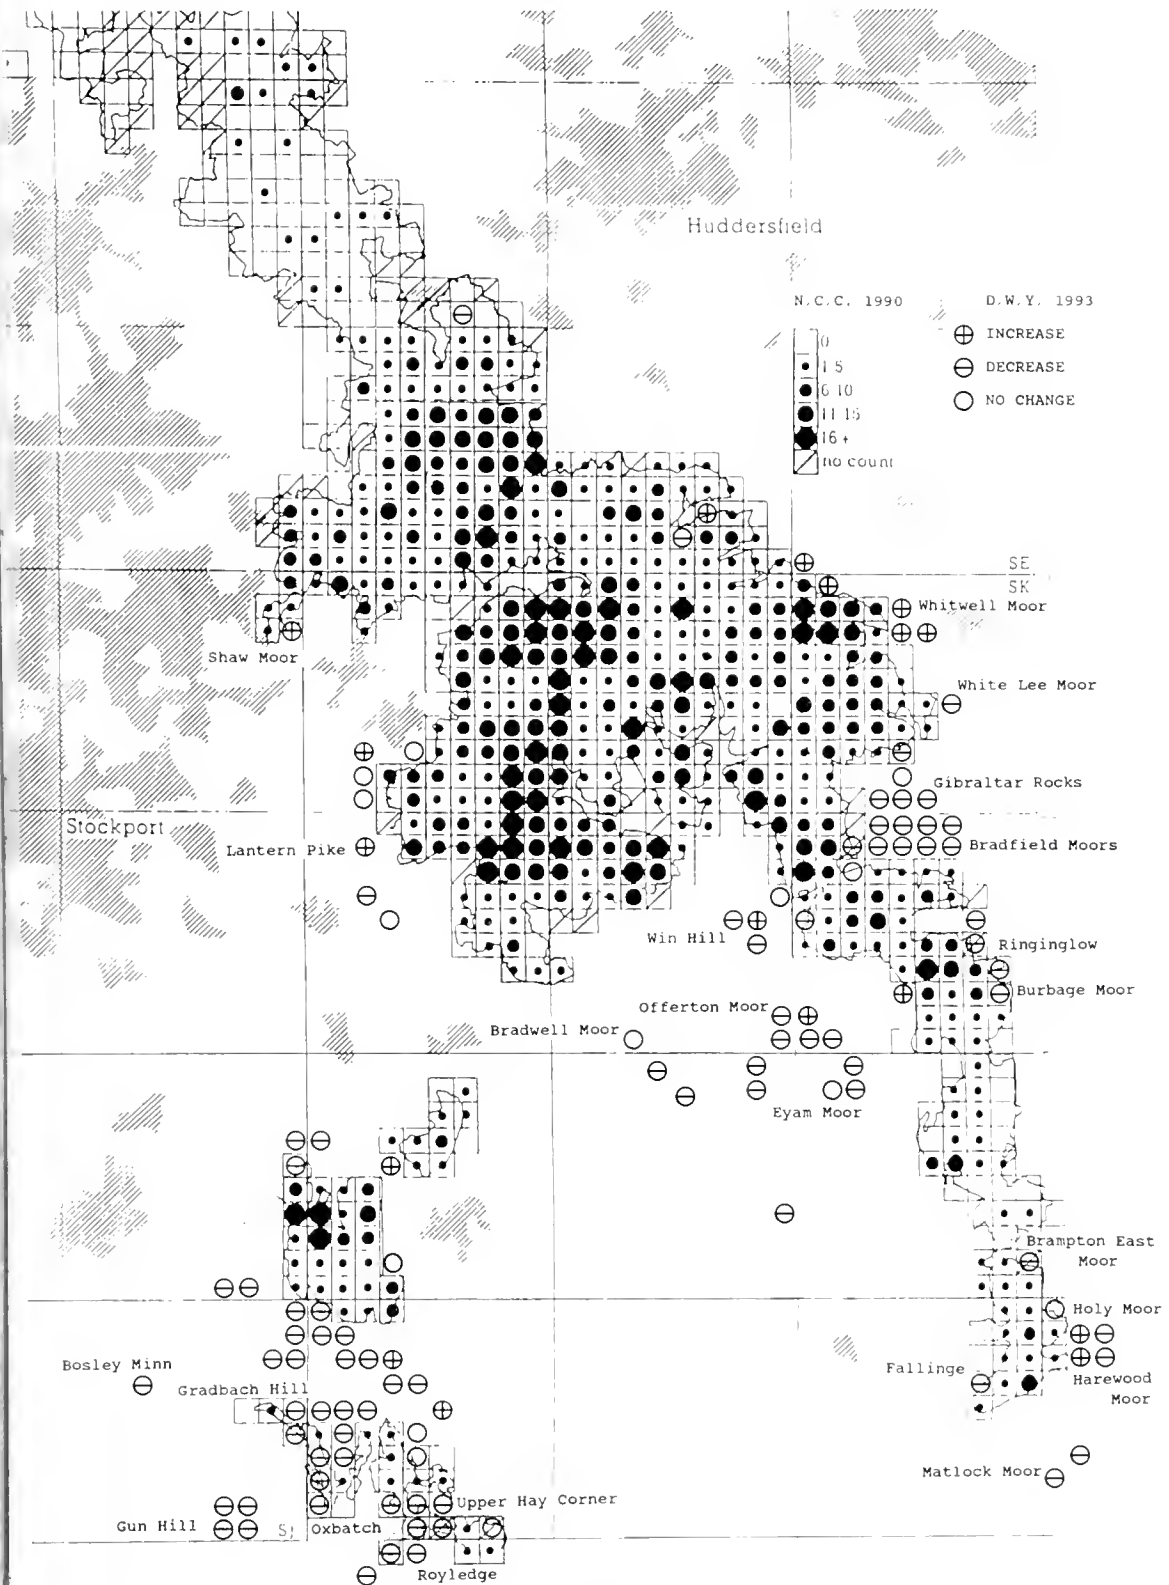 Huddersfield
N.C.C. 1990
D.W.Y. 1993
0
1-5
6-10
11-15
16+
no count
INCREASE
DECREASE
NO CHANGE
SE
SK
Whitwell Moor
Shaw Moor
White Lee Moor
Gibraltar Rocks
Stockport
Lantern Pike
Bradfield Moors
Win Hill
Ringinglow
Offerton Moor
Burbage Moor
Bradwell Moor
Eyam Moor
Brampton East
Moor
Holy Moor
Bosley Minn
Fallinge
Harewood
Moor
Gradbach Hill
Matlock Moor
Upper Hay Corner
Gun Hill
Oxbatch
Royledge